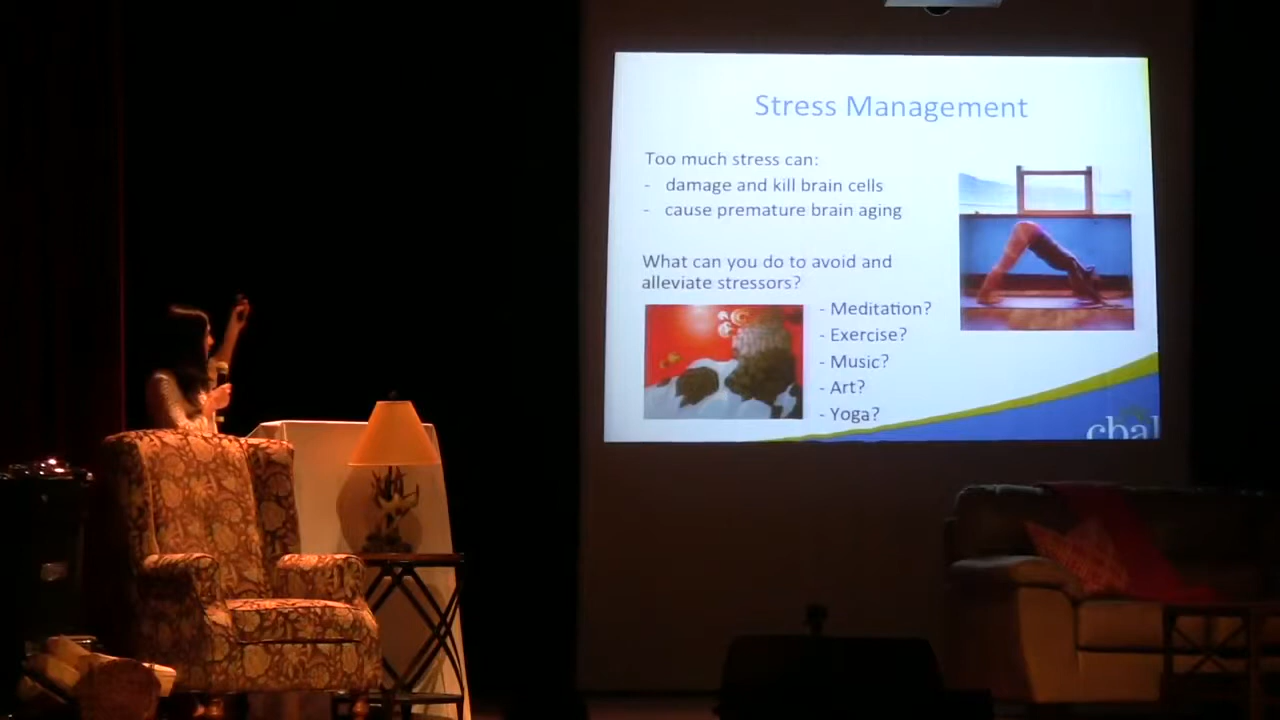 Stress Management
Too much stress can:
- damage and kill brain cells
- cause premature brain aging
What can you do to avoid and
alleviate stressors?
- Meditation?
- Exercise?
- Music?
- Art?
- Yoga?
cbal